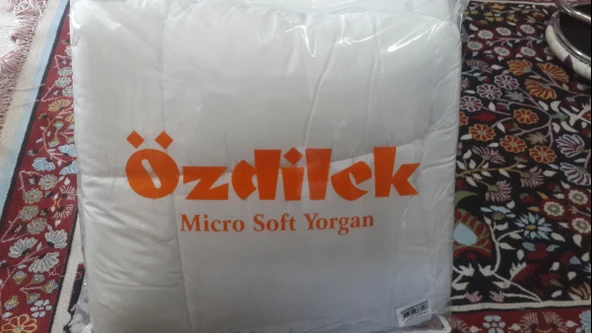 Özdilek
Micro Soft Yorgan